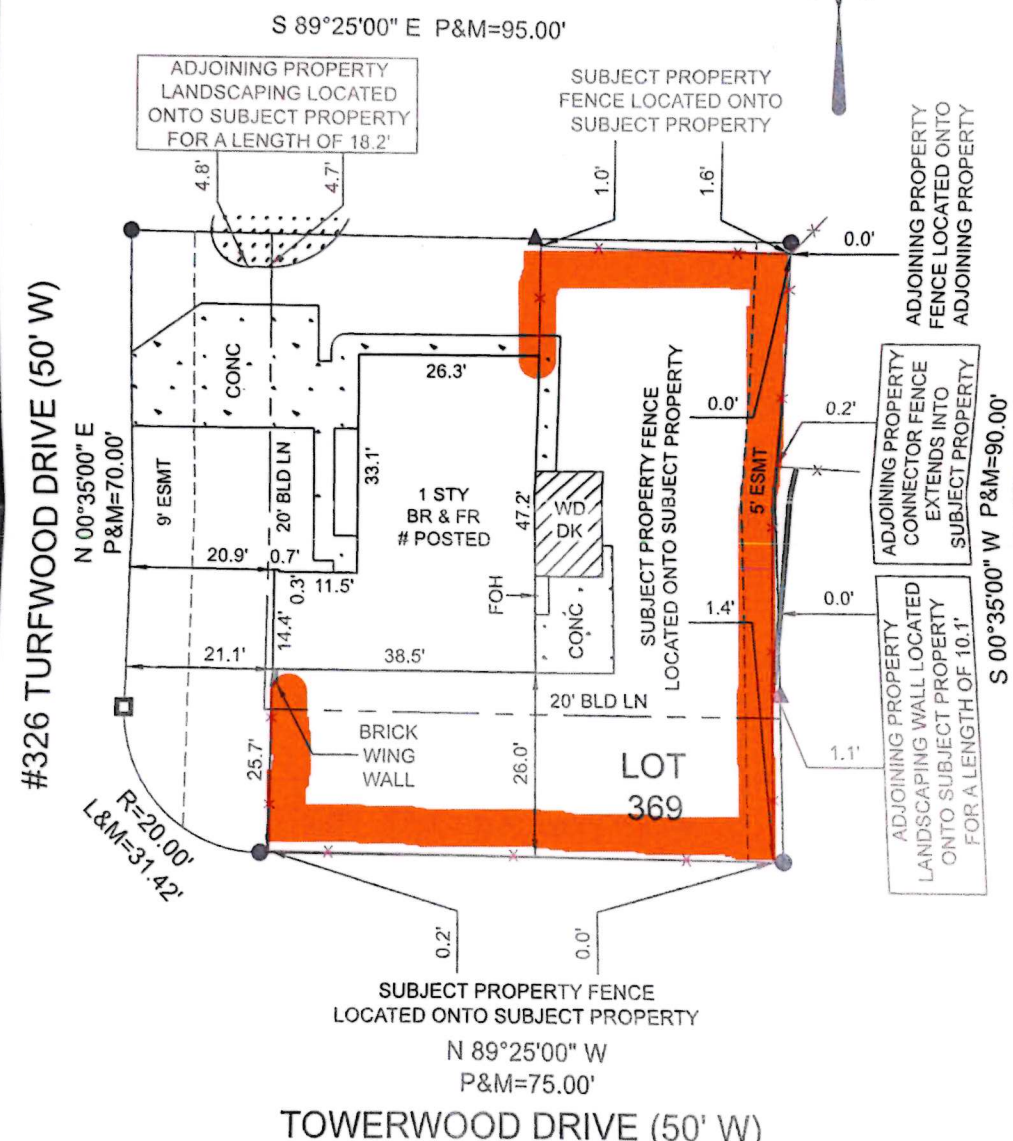 S 89°25'00" E P&M=95.00'
ADJOINING PROPERTY
LANDSCAPING LOCATED
ONTO SUBJECT PROPERTY
FOR A LENGTH OF 18.2'
SUBJECT PROPERTY
FENCE LOCATED ONTO
SUBJECT PROPERTY
4.8'
4.7'
1.0'
1.6'
0.0'
ADJOINING PROPERTY
FENCE LOCATED ONTO
ADJOINING PROPERTY
#326 TURFWOOD DRIVE (50' W)
N 00°35'00" E
P&M=70.00'
CONC
26.3'
9' ESMT
20' BLD LN
33.1'
1 STY
BR & FR
# POSTED
47.2'
WD
DK
SUBJECT PROPERTY FENCE
LOCATED ONTO SUBJECT PROPERTY
0.0'
5' ESMT
0.2'
ADJOINING PROPERTY
CONNECTOR FENCE
EXTENDS INTO
SUBJECT PROPERTY
S 00°35'00" W P&M=90.00'
20.9'
0.7'
0.3'
11.5'
FOH
CONC
1.4'
0.0'
14.4'
21.1'
38.5'
20' BLD LN
BRICK
WING
WALL
25.7'
26.0'
LOT
369
1.1'
ADJOINING PROPERTY
LANDSCAPING WALL LOCATED
ONTO SUBJECT PROPERTY
FOR A LENGTH OF 10.1'
R=20.00'
L&M=31.42'
0.2'
0.0'
SUBJECT PROPERTY FENCE
LOCATED ONTO SUBJECT PROPERTY
N 89°25'00" W
P&M=75.00'
TOWERWOOD DRIVE (50' W)